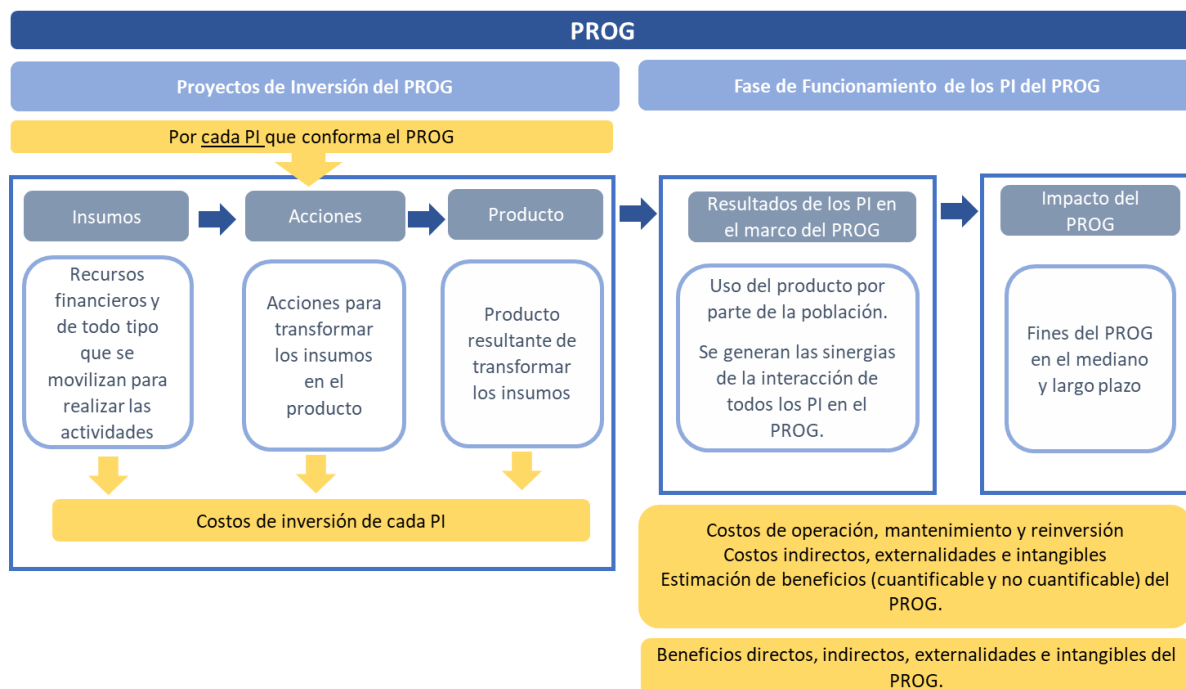 PROG
Proyectos de Inversión del PROG
Fase de Funcionamiento de los PI del PROG
Por cada PI que conforma el PROG
Insumos
Acciones
Producto
Resultados de los PI en
el marco del PROG
Impacto del
PROG
Recursos
financieros y
de todo tipo
que se
movilizan para
realizar las
actividades
Acciones para
transformar
los insumos
en el
producto
Producto
resultante de
transformar
los insumos
Uso del producto por
parte de la población.
Se generan las sinergias
de la interacción de
todos los PI en el
PROG.
Fines del PROG
en el mediano
y largo plazo
Costos de inversión de cada PI
Costos de operación, mantenimiento y reinversión
Costos indirectos, externalidades e intangibles
Estimación de beneficios (cuantificable y no cuantificable) del
PROG.
Beneficios directos, indirectos, externalidades e intangibles del
PROG.